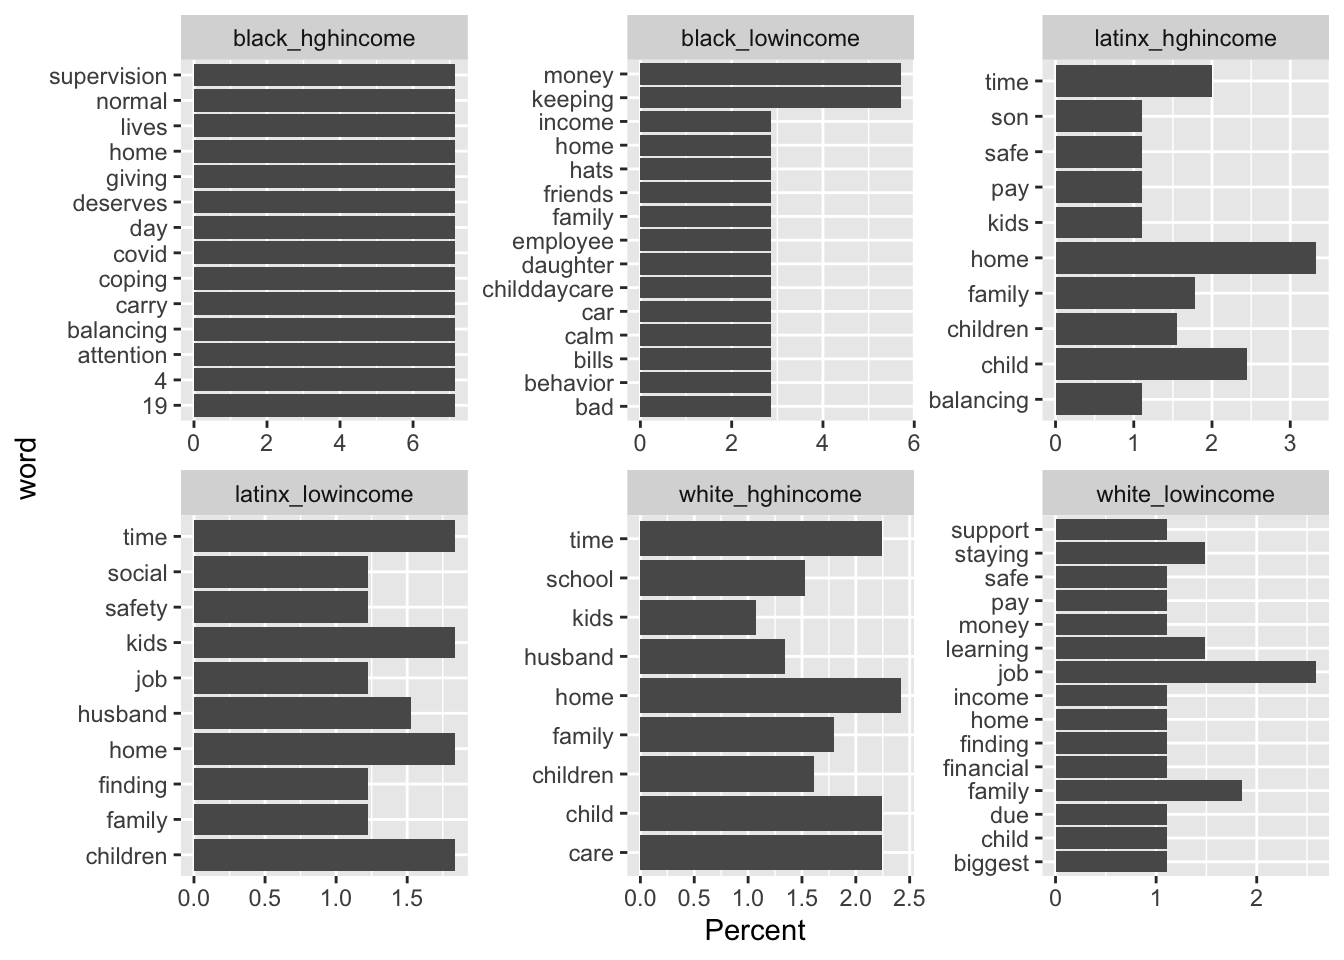 black_hghincome
supervision
normal
lives
home
giving
deserves
day
covid
coping
carry
balancing
attention
4
19
0 2 4 6
black_lowincome
money
keeping
income
home
hats
friends
family
employee
daughter
childdaycare
car
calm
bills
behavior
bad
0 2 4 6
latinx_hghincome
time
son
safe
pay
kids
home
family
children
child
balancing
0 1 2 3
word
latinx_lowincome
time
social
safety
kids
job
husband
home
finding
family
children
0.0 0.5 1.0 1.5
white_hghincome
time
school
kids
husband
home
family
children
child
care
0.0 0.5 1.0 1.5 2.0 2.5
white_lowincome
support
staying
safe
pay
money
learning
job
income
home
finding
financial
family
due
child
biggest
0 1 2
Percent